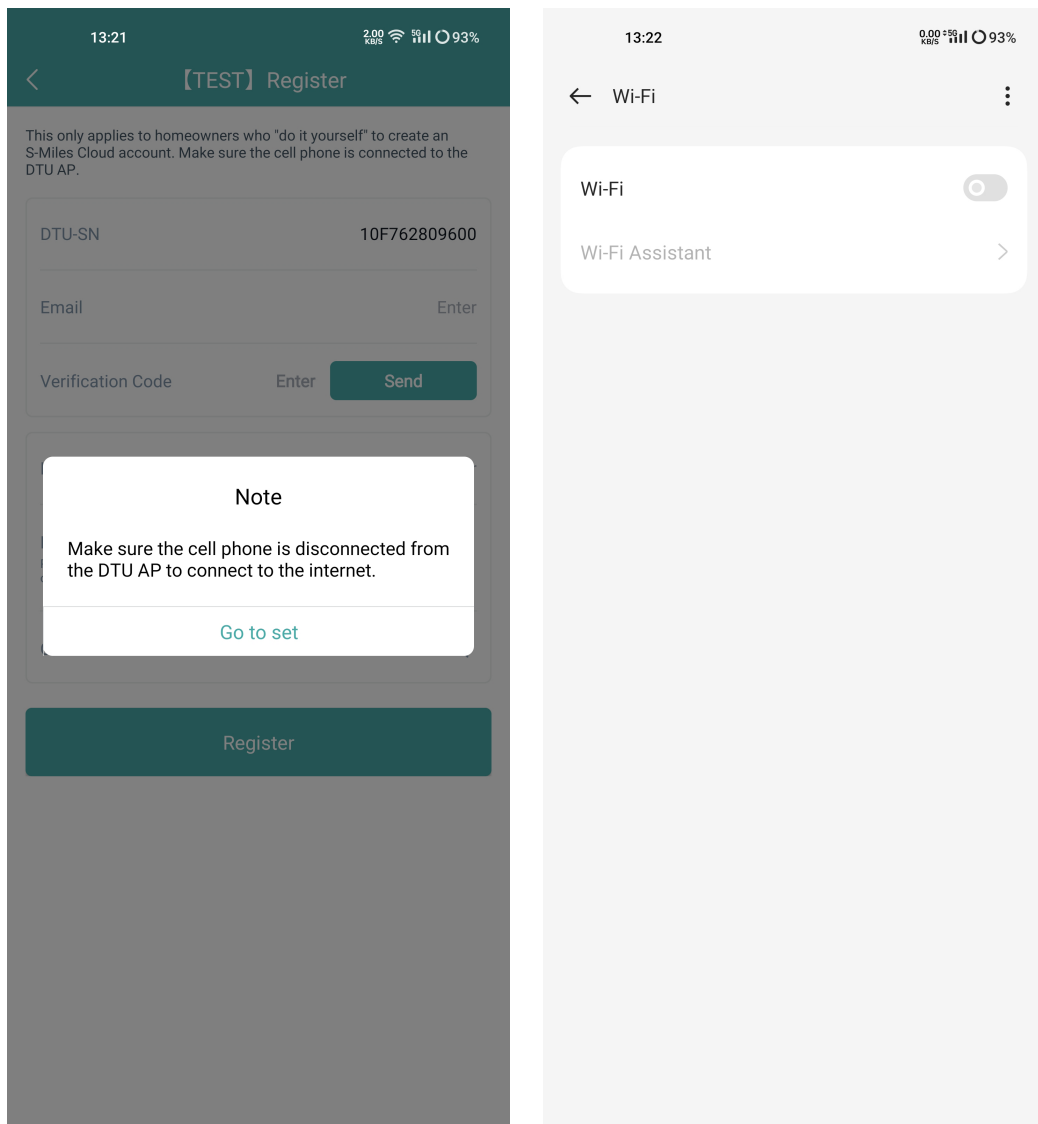 13:21
2.00 KB/S 5G 93%
【TEST】Register
This only applies to homeowners who "do it yourself" to create an
S-Miles Cloud account. Make sure the cell phone is connected to the
DTU AP.
DTU-SN 10F762809600
Email Enter
Verification Code Enter Send
Note
Make sure the cell phone is disconnected from
the DTU AP to connect to the internet.
Go to set
Register
13:22
0.00 KB/S 5G 93%
Wi-Fi
Wi-Fi
Wi-Fi Assistant